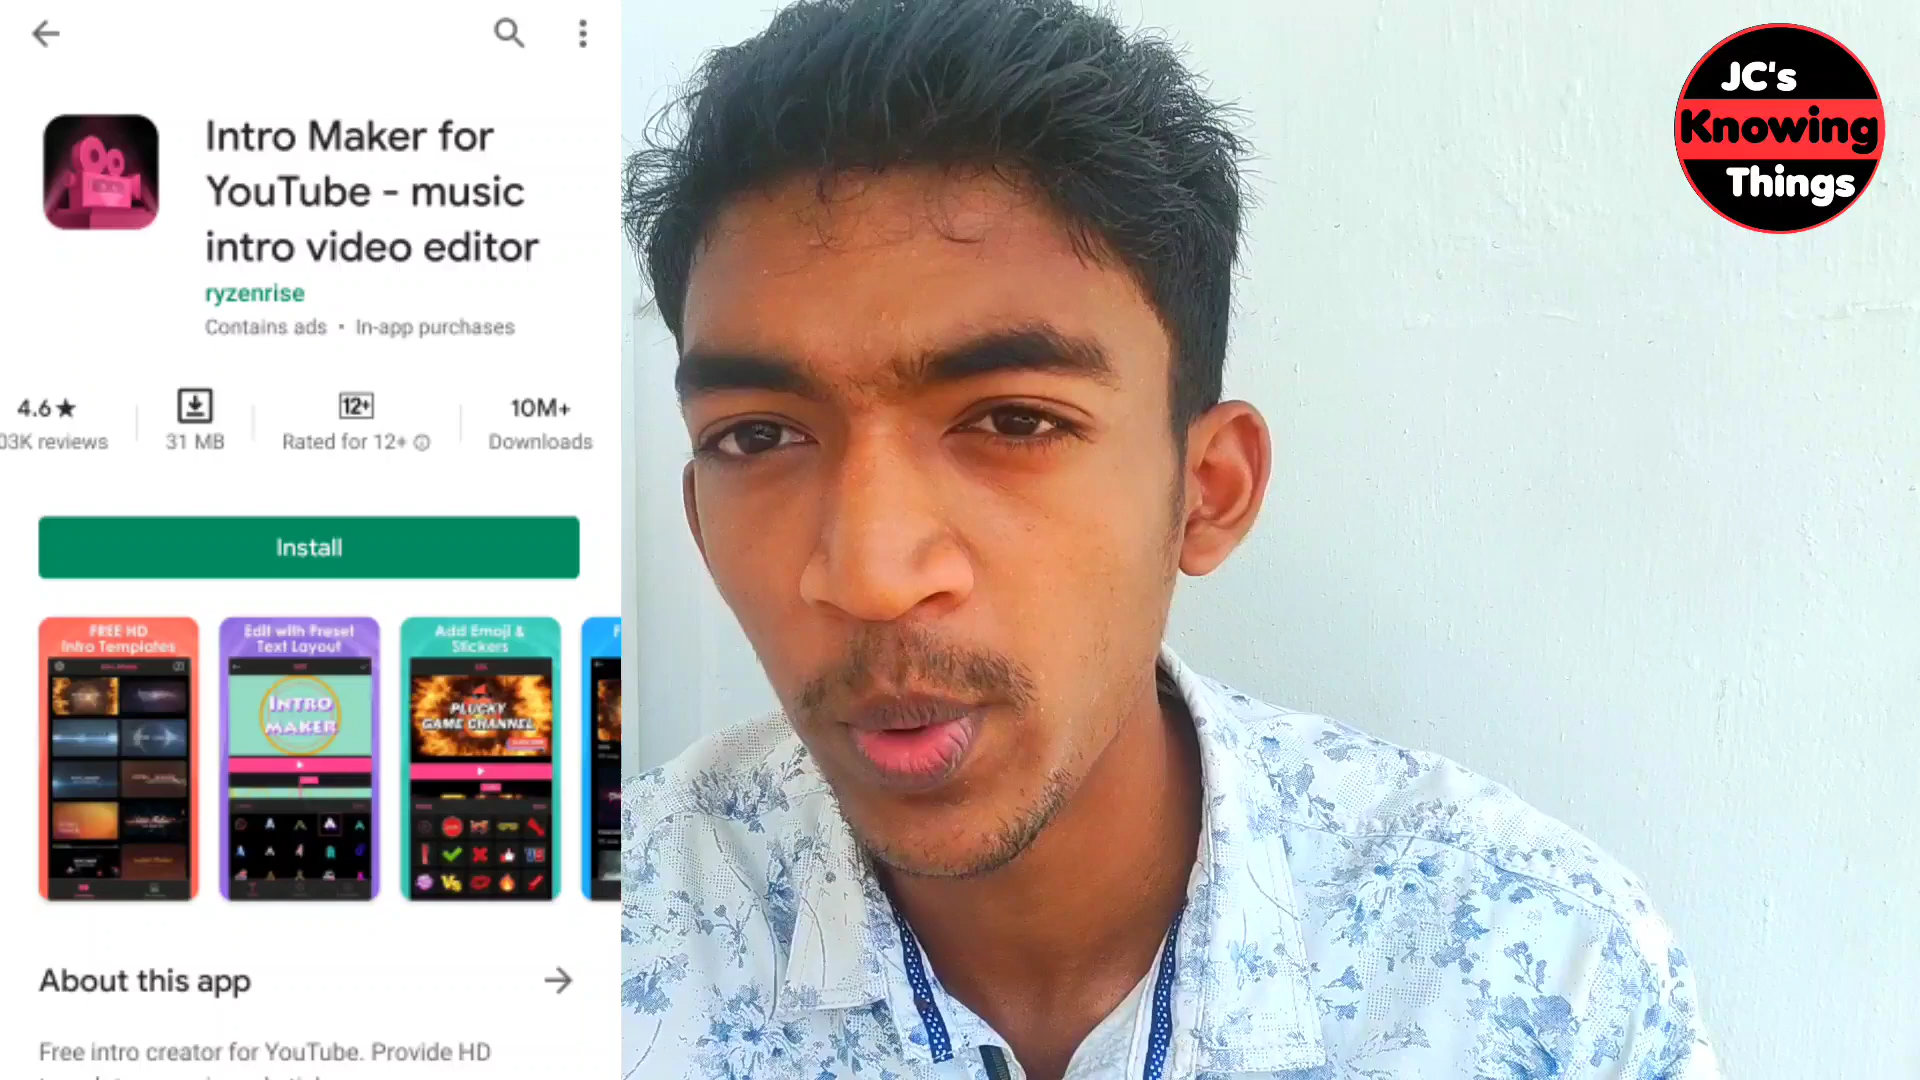 Intro Maker for
YouTube - music
intro video editor
ryzenrise
Contains ads • In-app purchases
4.6★
03K reviews
31 MB
12+
Rated for 12+
10M+
Downloads
Install
FREE HD
Intro Templates
Edit with Preset
Text Layout
INTRO
MAKER
Add Emoji &
Stickers
PLUCKY
GAME CHANNEL
F
About this app
Free intro creator for YouTube. Provide HD
JC's
Knowing
Things